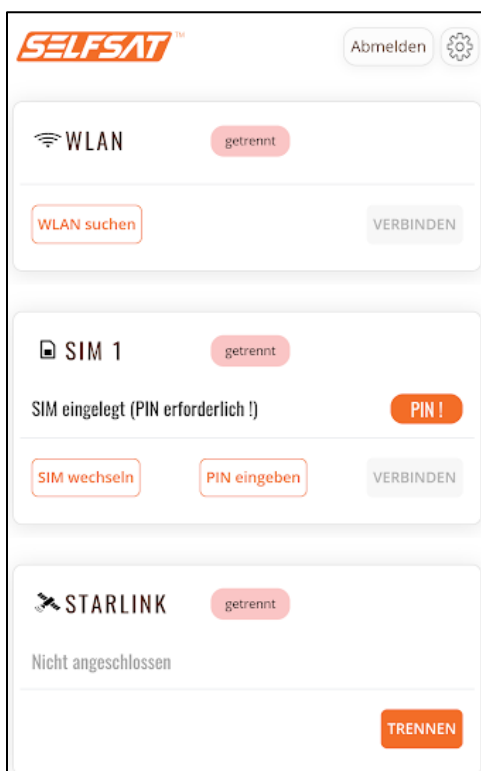 SELFSAT™
Abmelden
WLAN getrennt
WLAN suchen VERBINDEN
SIM 1 getrennt
SIM eingelegt (PIN erforderlich !) PIN !
SIM wechseln PIN eingeben VERBINDEN
STARLINK getrennt
Nicht angeschlossen
TRENNEN